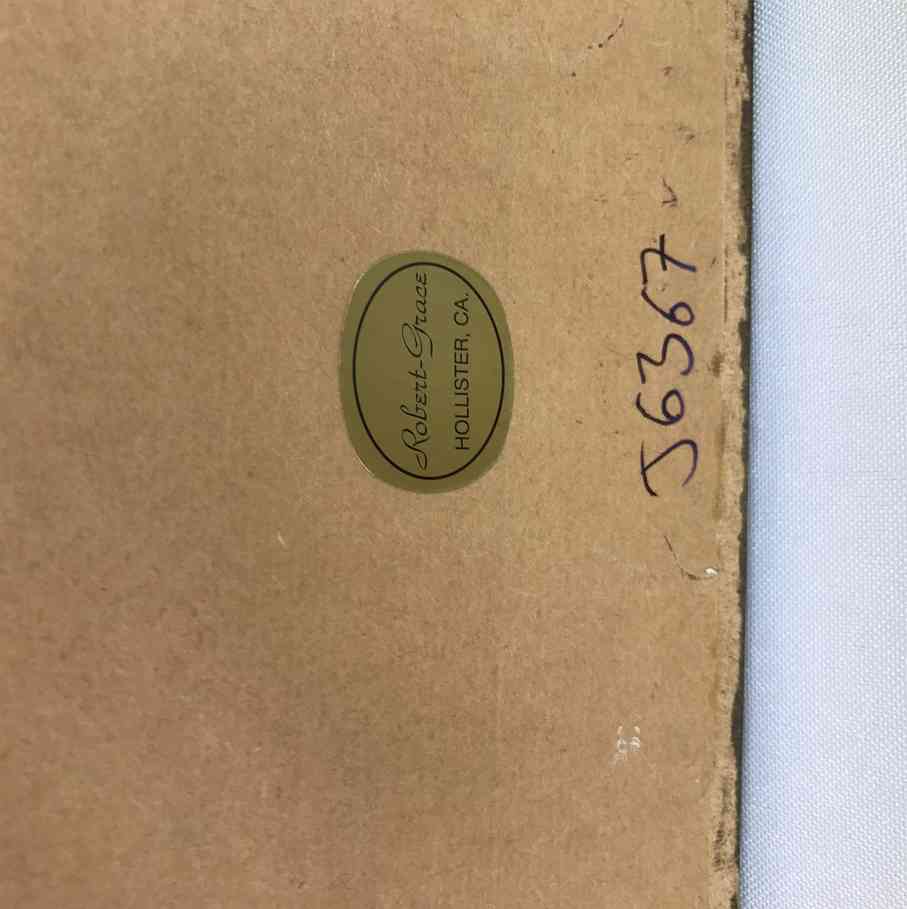 Robert-Grace
HOLLISTER, CA.
J6367